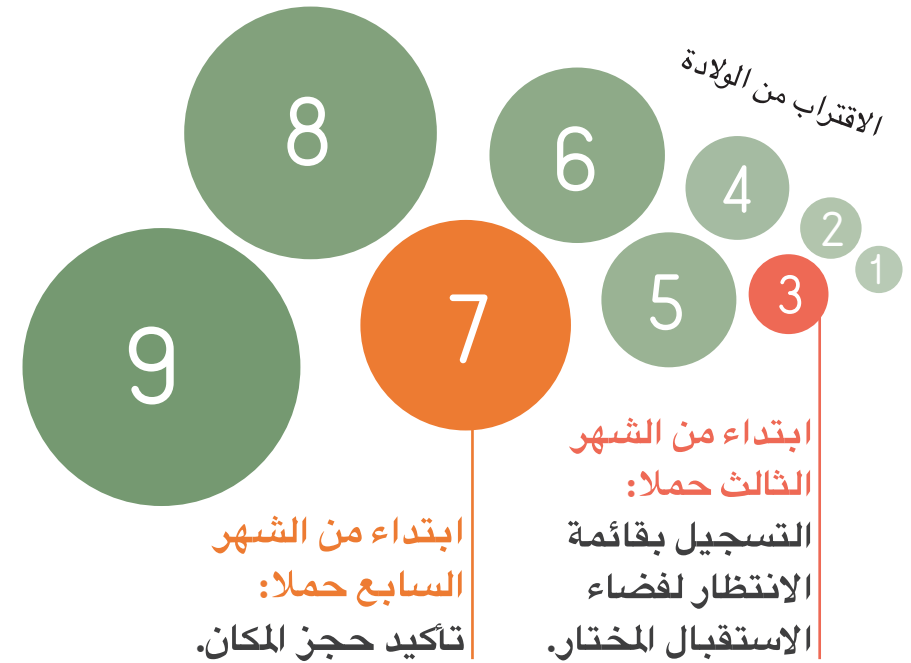 الاقتراب من الولادة
1
2
3
4
5
6
7
8
9
ابتداء من الشهر
الثالث حملا:
التسجيل بقائمة
الانتظار لفضاء
الاستقبال المختار.
ابتداء من الشهر
السابع حملا:
تأكيد حجز المكان.